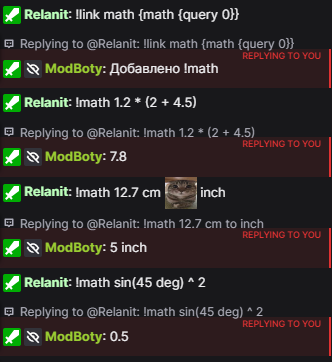 Relanit: !link math {math {query 0}}
Replying to @Relanit: !link math {math {query 0}}
REPLYING TO YOU
ModBoty: Добавлено !math
Relanit: !math 1.2 * (2 + 4.5)
Replying to @Relanit: !math 1.2 * (2 + 4.5)
REPLYING TO YOU
ModBoty: 7.8
Relanit: !math 12.7 cm inch
Replying to @Relanit: !math 12.7 cm to inch
REPLYING TO YOU
ModBoty: 5 inch
Relanit: !math sin(45 deg) ^ 2
Replying to @Relanit: !math sin(45 deg) ^ 2
REPLYING TO YOU
ModBoty: 0.5